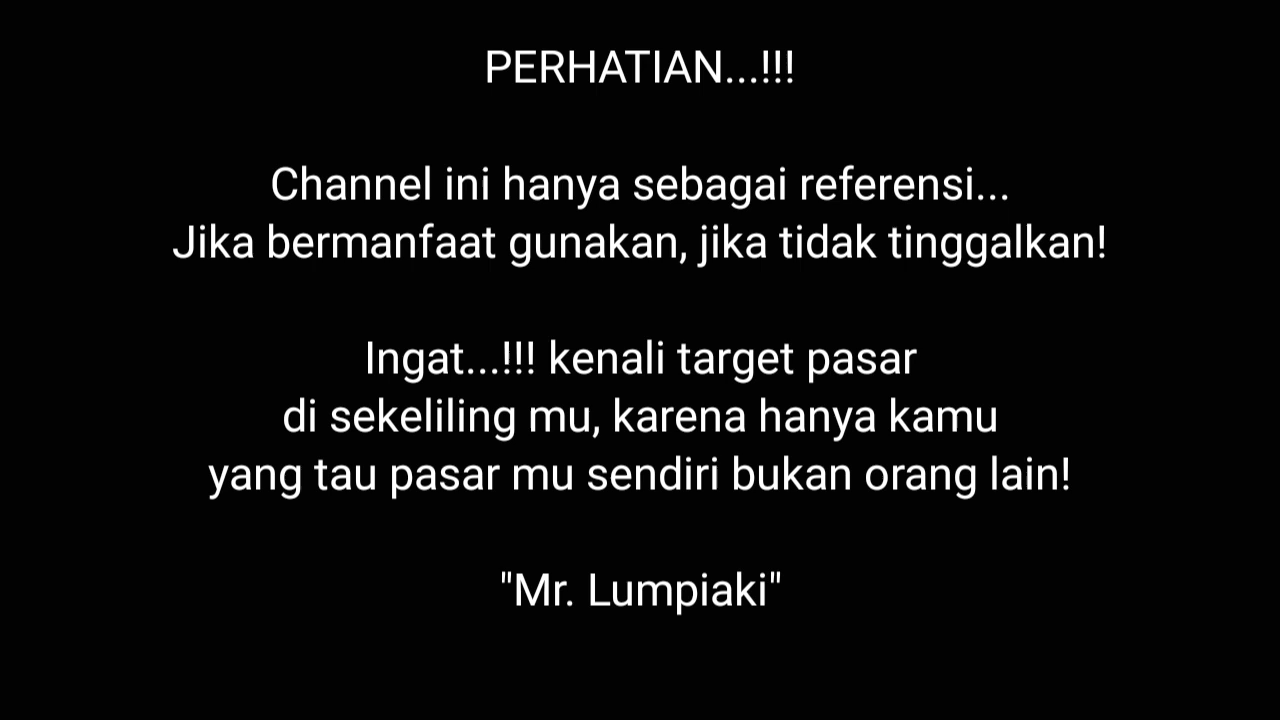 PERHATIAN...!!!
Channel ini hanya sebagai referensi...
Jika bermanfaat gunakan, jika tidak tinggalkan!
Ingat...!!! kenali target pasar
di sekeliling mu, karena hanya kamu
yang tau pasar mu sendiri bukan orang lain!
"Mr. Lumpiaki"